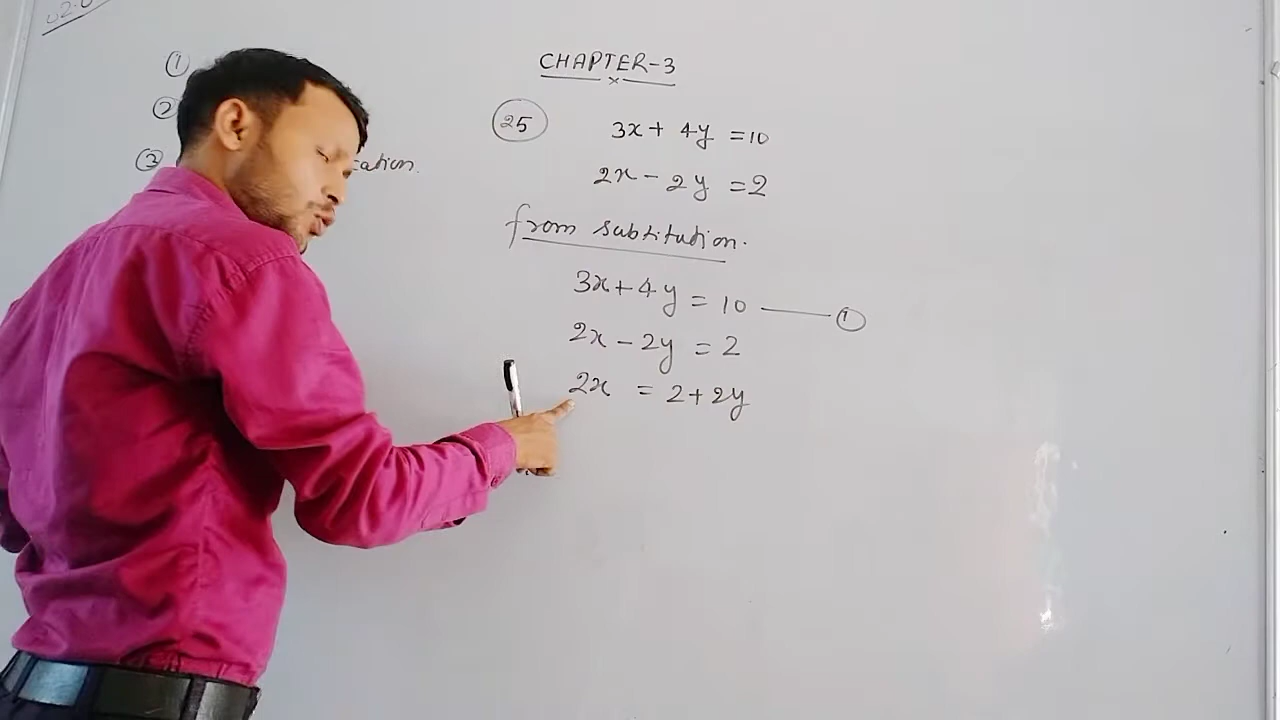 ①
②
③
CHAPTER-3
25
3x + 4y = 10
2x - 2y = 2
from subtitution.
3x + 4y = 10 —— ①
2x - 2y = 2
2x = 2 + 2y